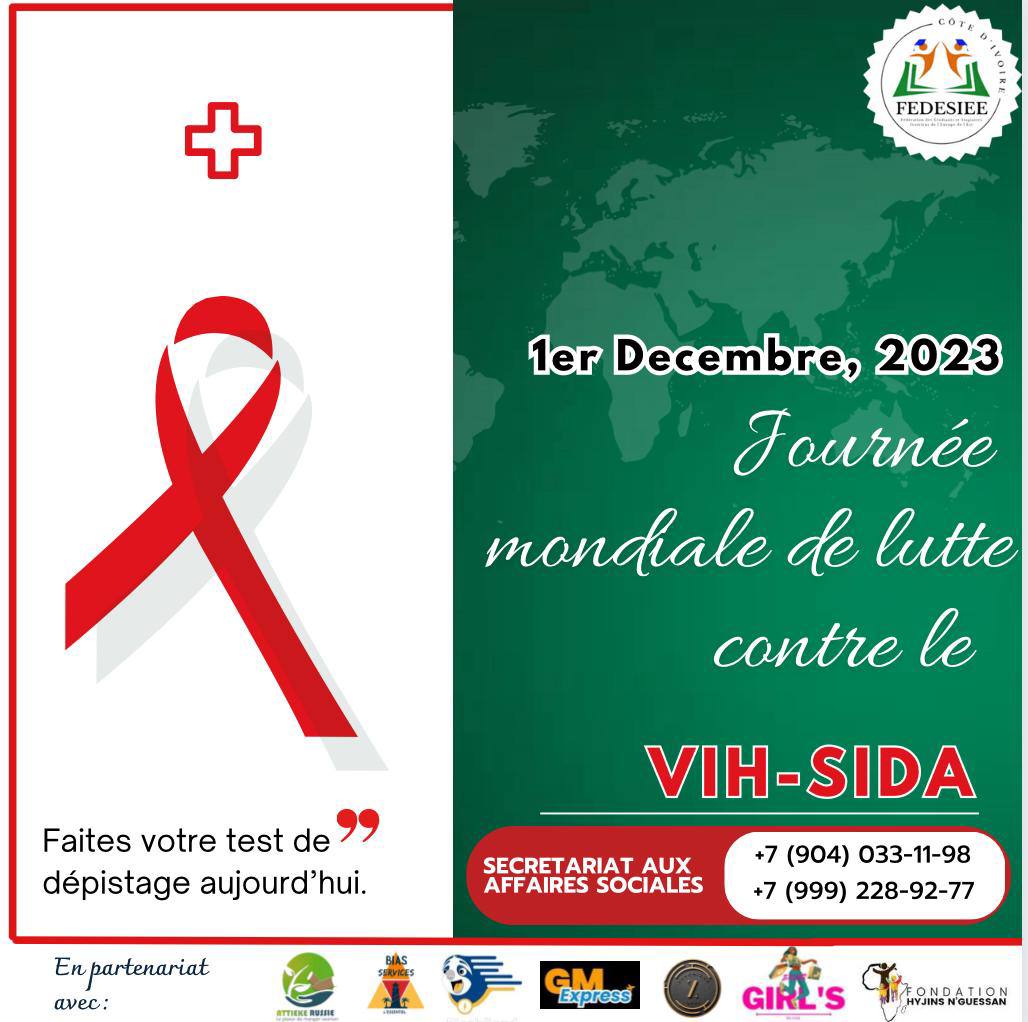 CÔTE D'IVOIRE
FEDESIEE
1er Decembre, 2023
Journée
mondiale de lutte
contre le
VIH-SIDA
Faites votre test de
dépistage aujourd'hui.
SECRETARIAT AUX
AFFAIRES SOCIALES
+7 (904) 033-11-98
+7 (999) 228-92-77
En partenariat
avec :
ATTIEKE RUSSIE
BIAS
SERVICES
L'ESSENTIEL
GM
Express
GIRL'S
FONDATION
HYJINS N'GUESSAN